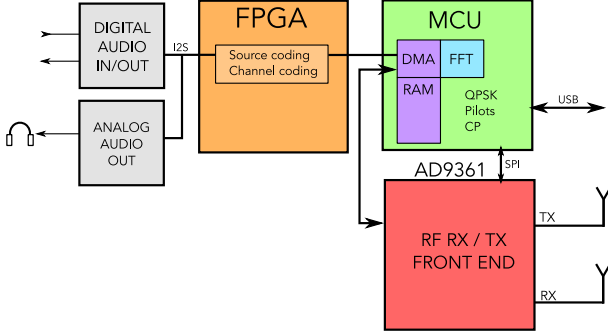 DIGITAL
AUDIO
IN/OUT
I2S
ANALOG
AUDIO
OUT
FPGA
Source coding
Channel coding
MCU
DMA
FFT
RAM
QPSK
Pilots
CP
USB
SPI
AD9361
RF RX / TX
FRONT END
TX
RX